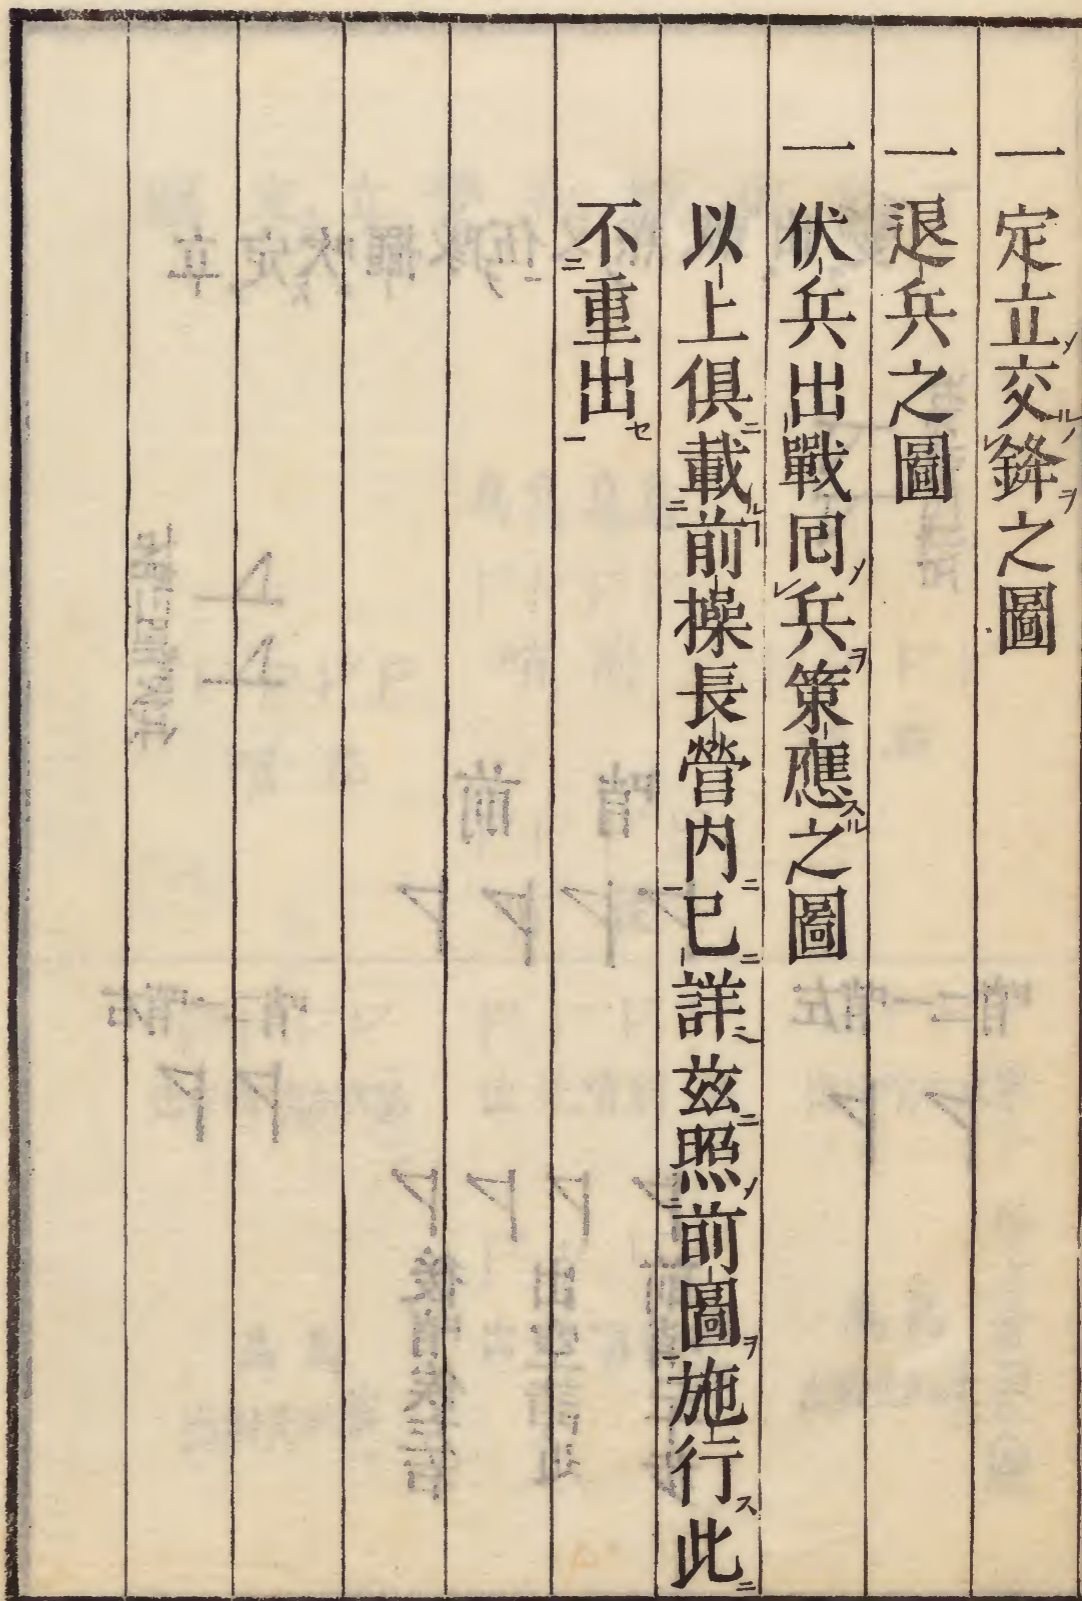 一定立交鋒之圖
一退兵之圖
一伏兵出戰囘兵策應之圖
以上俱載前操長營内已詳茲照前圖施行此
不重出